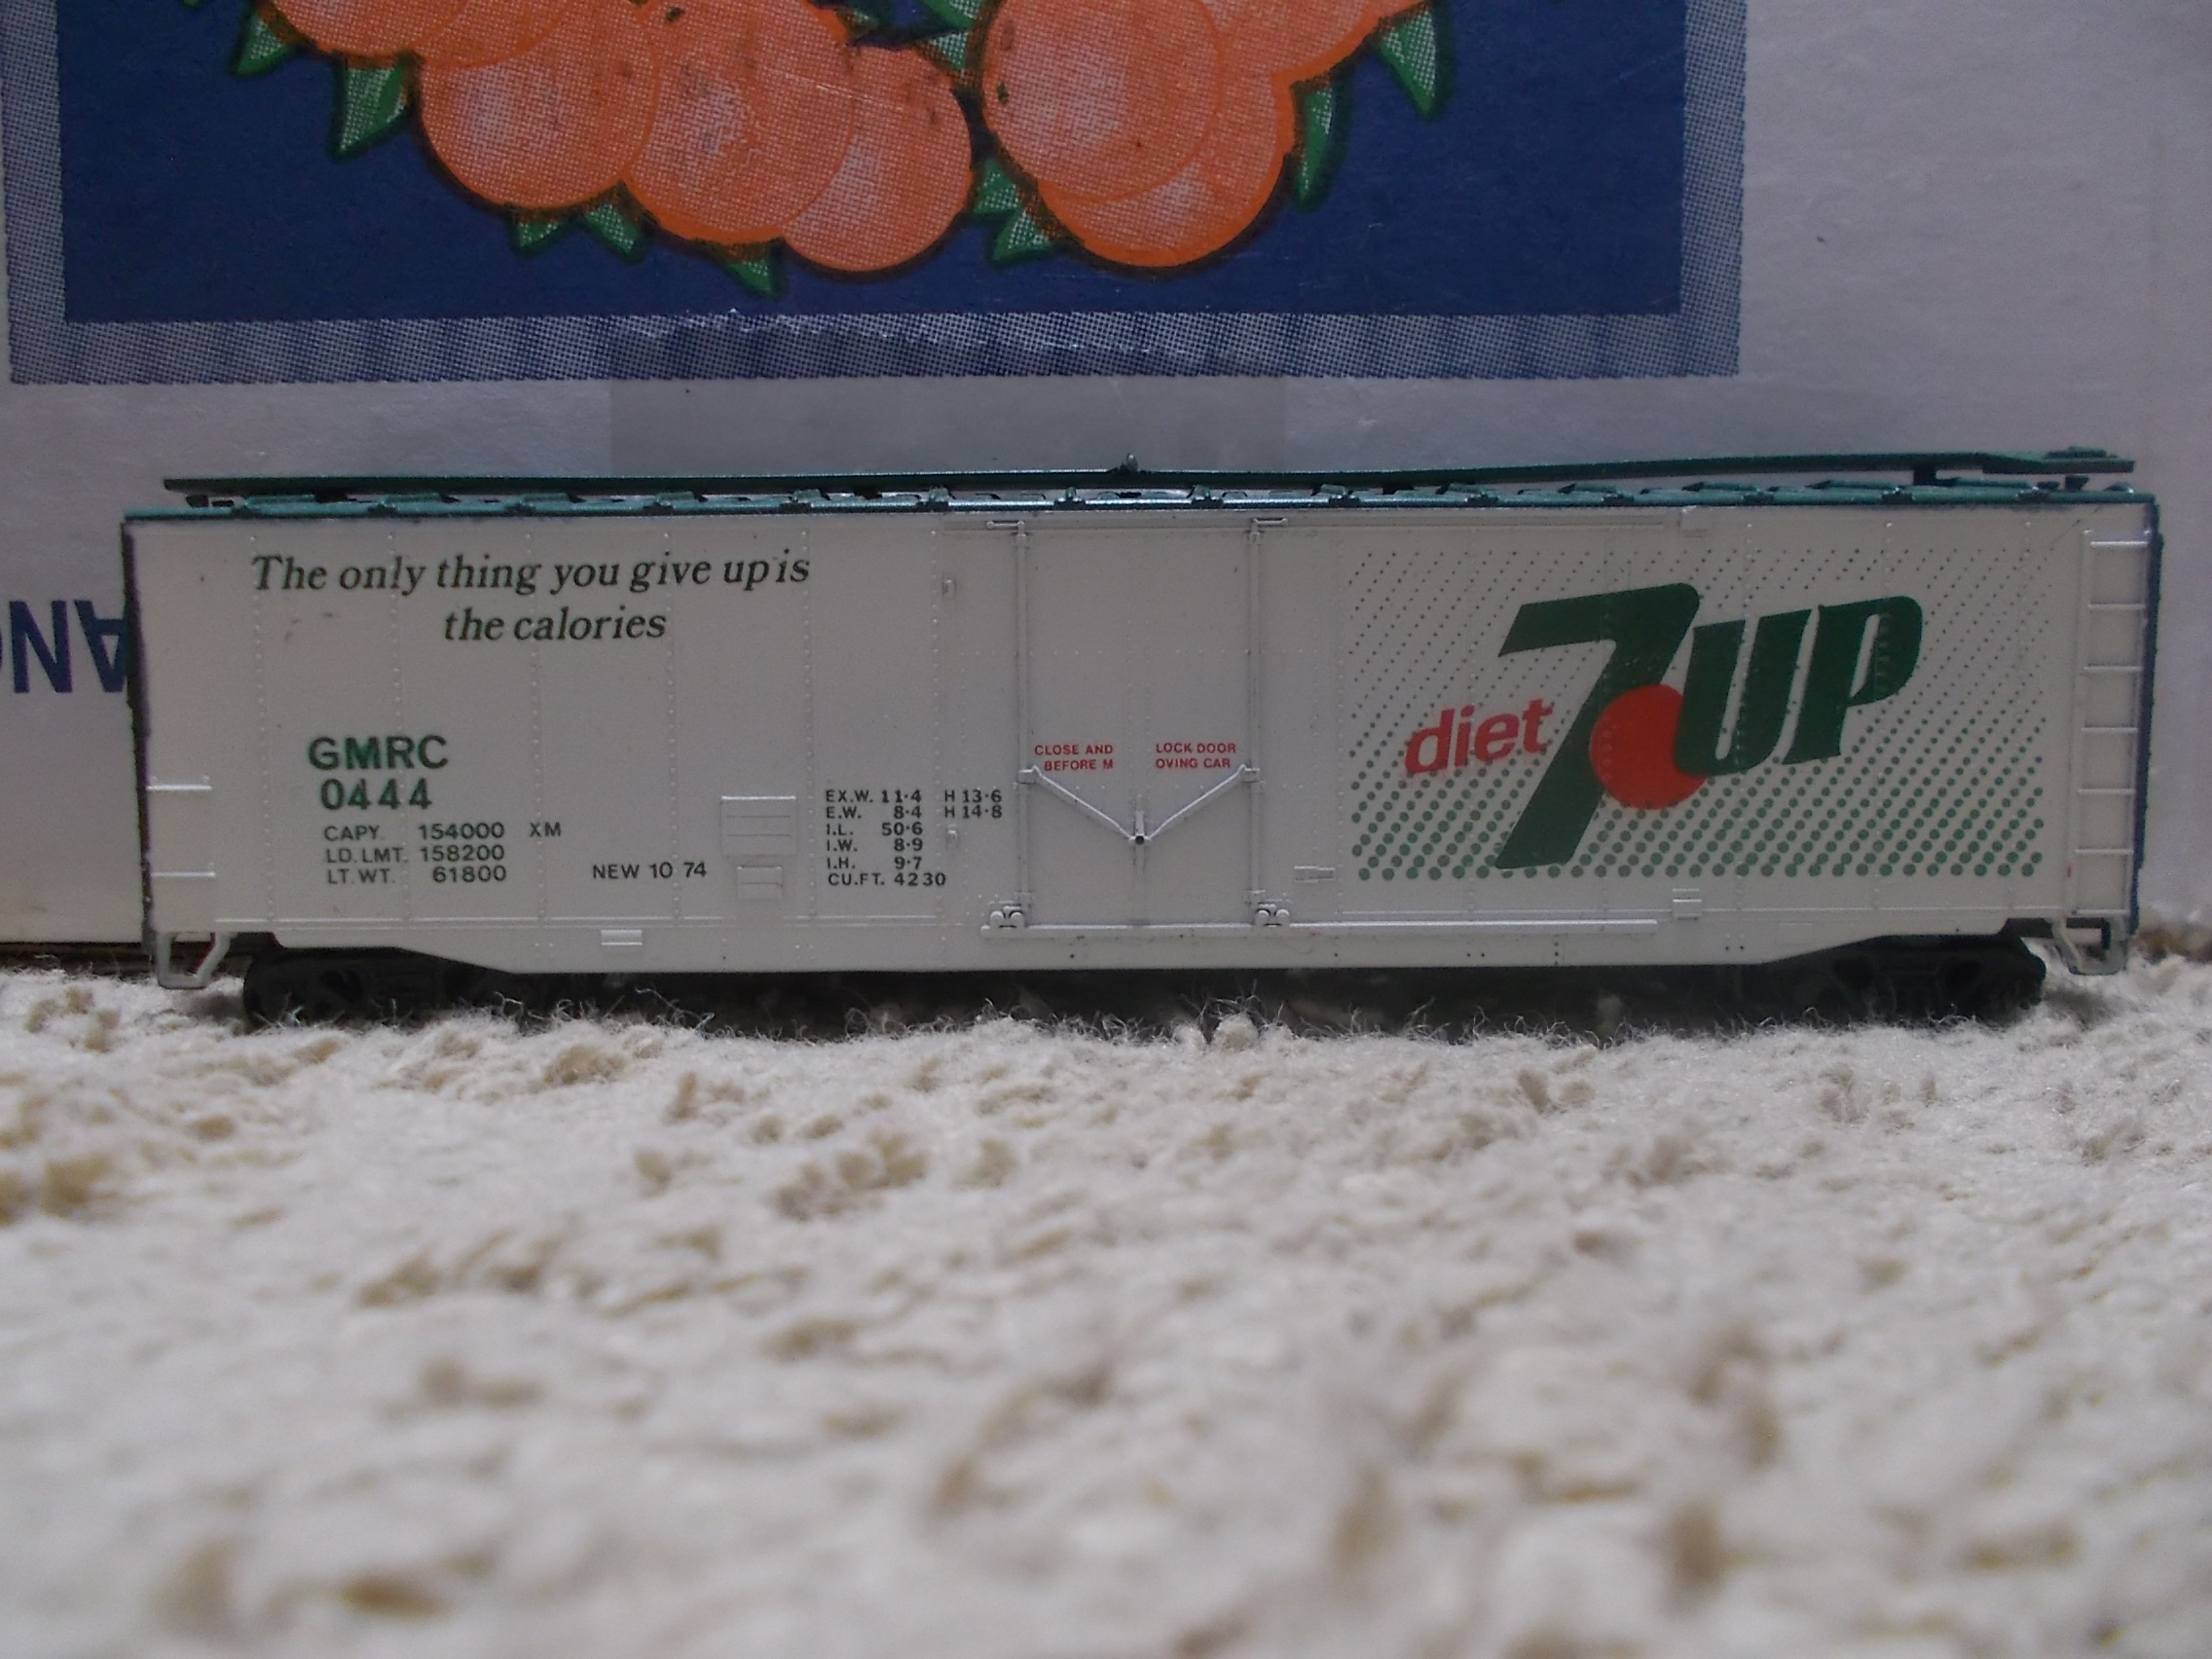 The only thing you give up is
the calories
GMRC
0444
CAPY. 154000 XM
LD. LMT. 158200
LT. WT. 61800
NEW 10 74
EX.W. 11-4 H 13-6
E.W. 8-4 H 14-8
I.L. 50-6
I.W. 8-9
I.H. 9-7
CU.FT. 4230
CLOSE AND LOCK DOOR
BEFORE M OVING CAR
diet 7UP